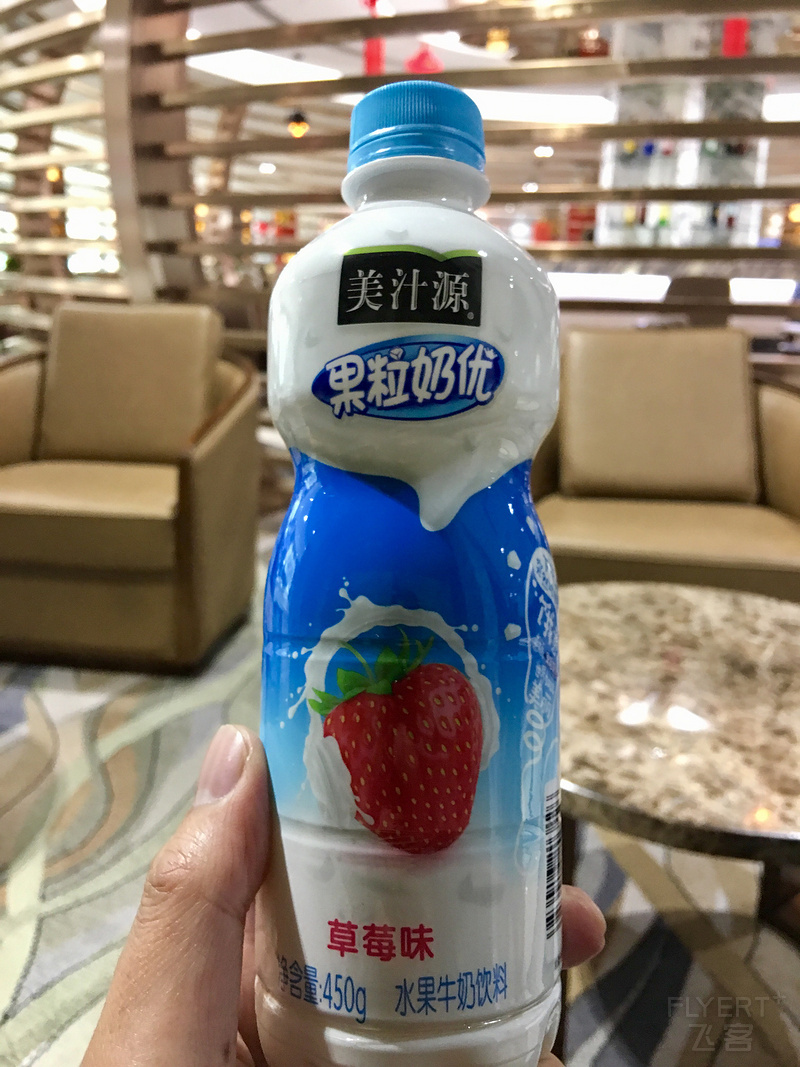 美汁源
果粒奶优
草莓味
净含量:450g 水果牛奶饮料
FLYERT+
飞客